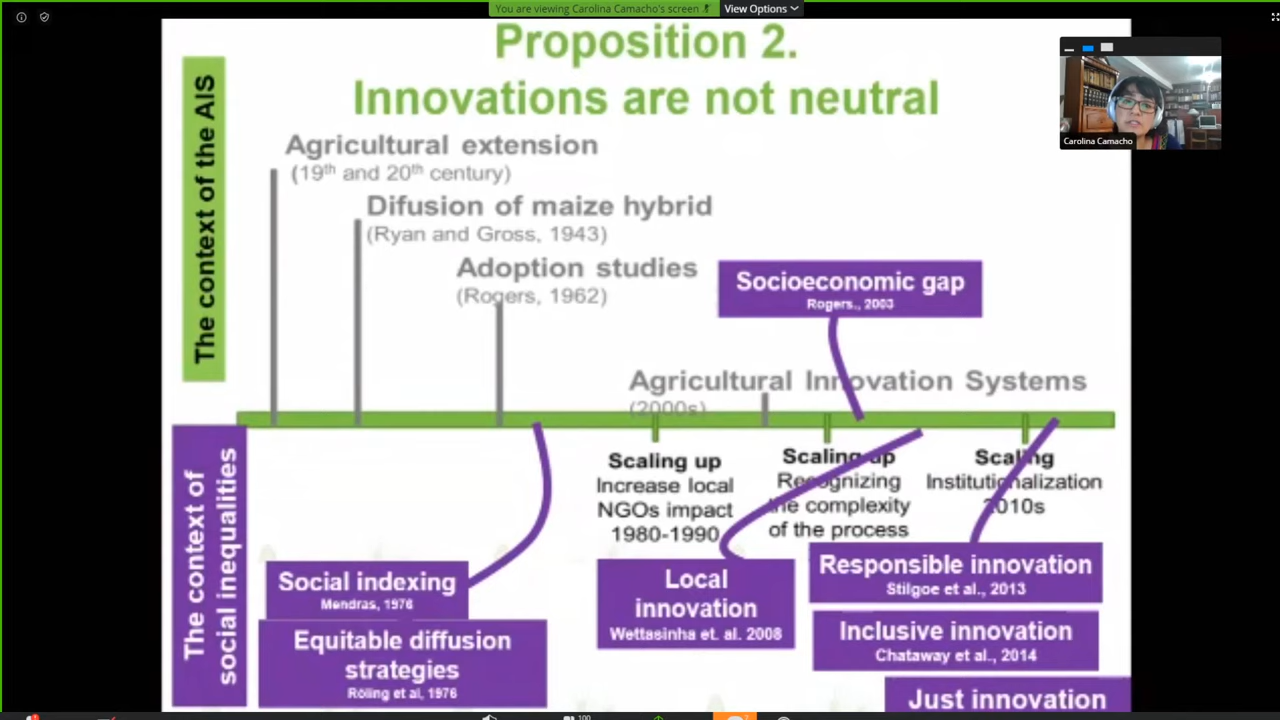 You are viewing Carolina Camacho's screen
View Options
Proposition 2.
Innovations are not neutral
Carolina Camacho
The context of the AIS
Agricultural extension
(19th and 20th century)
Difusion of maize hybrid
(Ryan and Gross, 1943)
Adoption studies
(Rogers, 1962)
Socioeconomic gap
Rogers., 2003
Agricultural Innovation Systems
(2000s)
The context of
social inequalities
Scaling up
Increase local
NGOs impact
1980-1990
Scaling up
Recognizing
the complexity
of the process
Scaling
Institutionalization
2010s
Social indexing
Mendras, 1976
Equitable diffusion
strategies
Röling et al, 1976
Local
innovation
Wettasinha et. al. 2008
Responsible innovation
Stilgoe et al., 2013
Inclusive innovation
Chataway et al., 2014
Just innovation
100